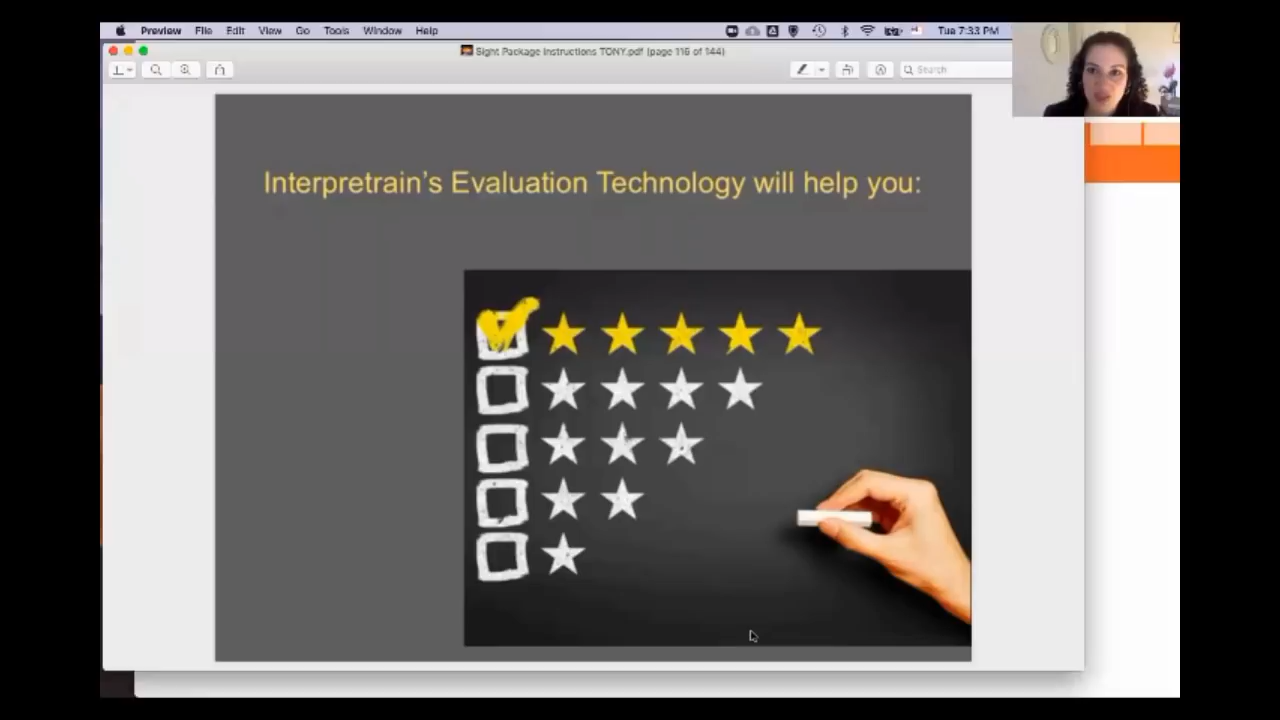 Preview File Edit View Go Tools Window Help Tue 7:33 PM
Sight Package Instructions TONY.pdf (page 116 of 144)
Search
Interpretrain's Evaluation Technology will help you: